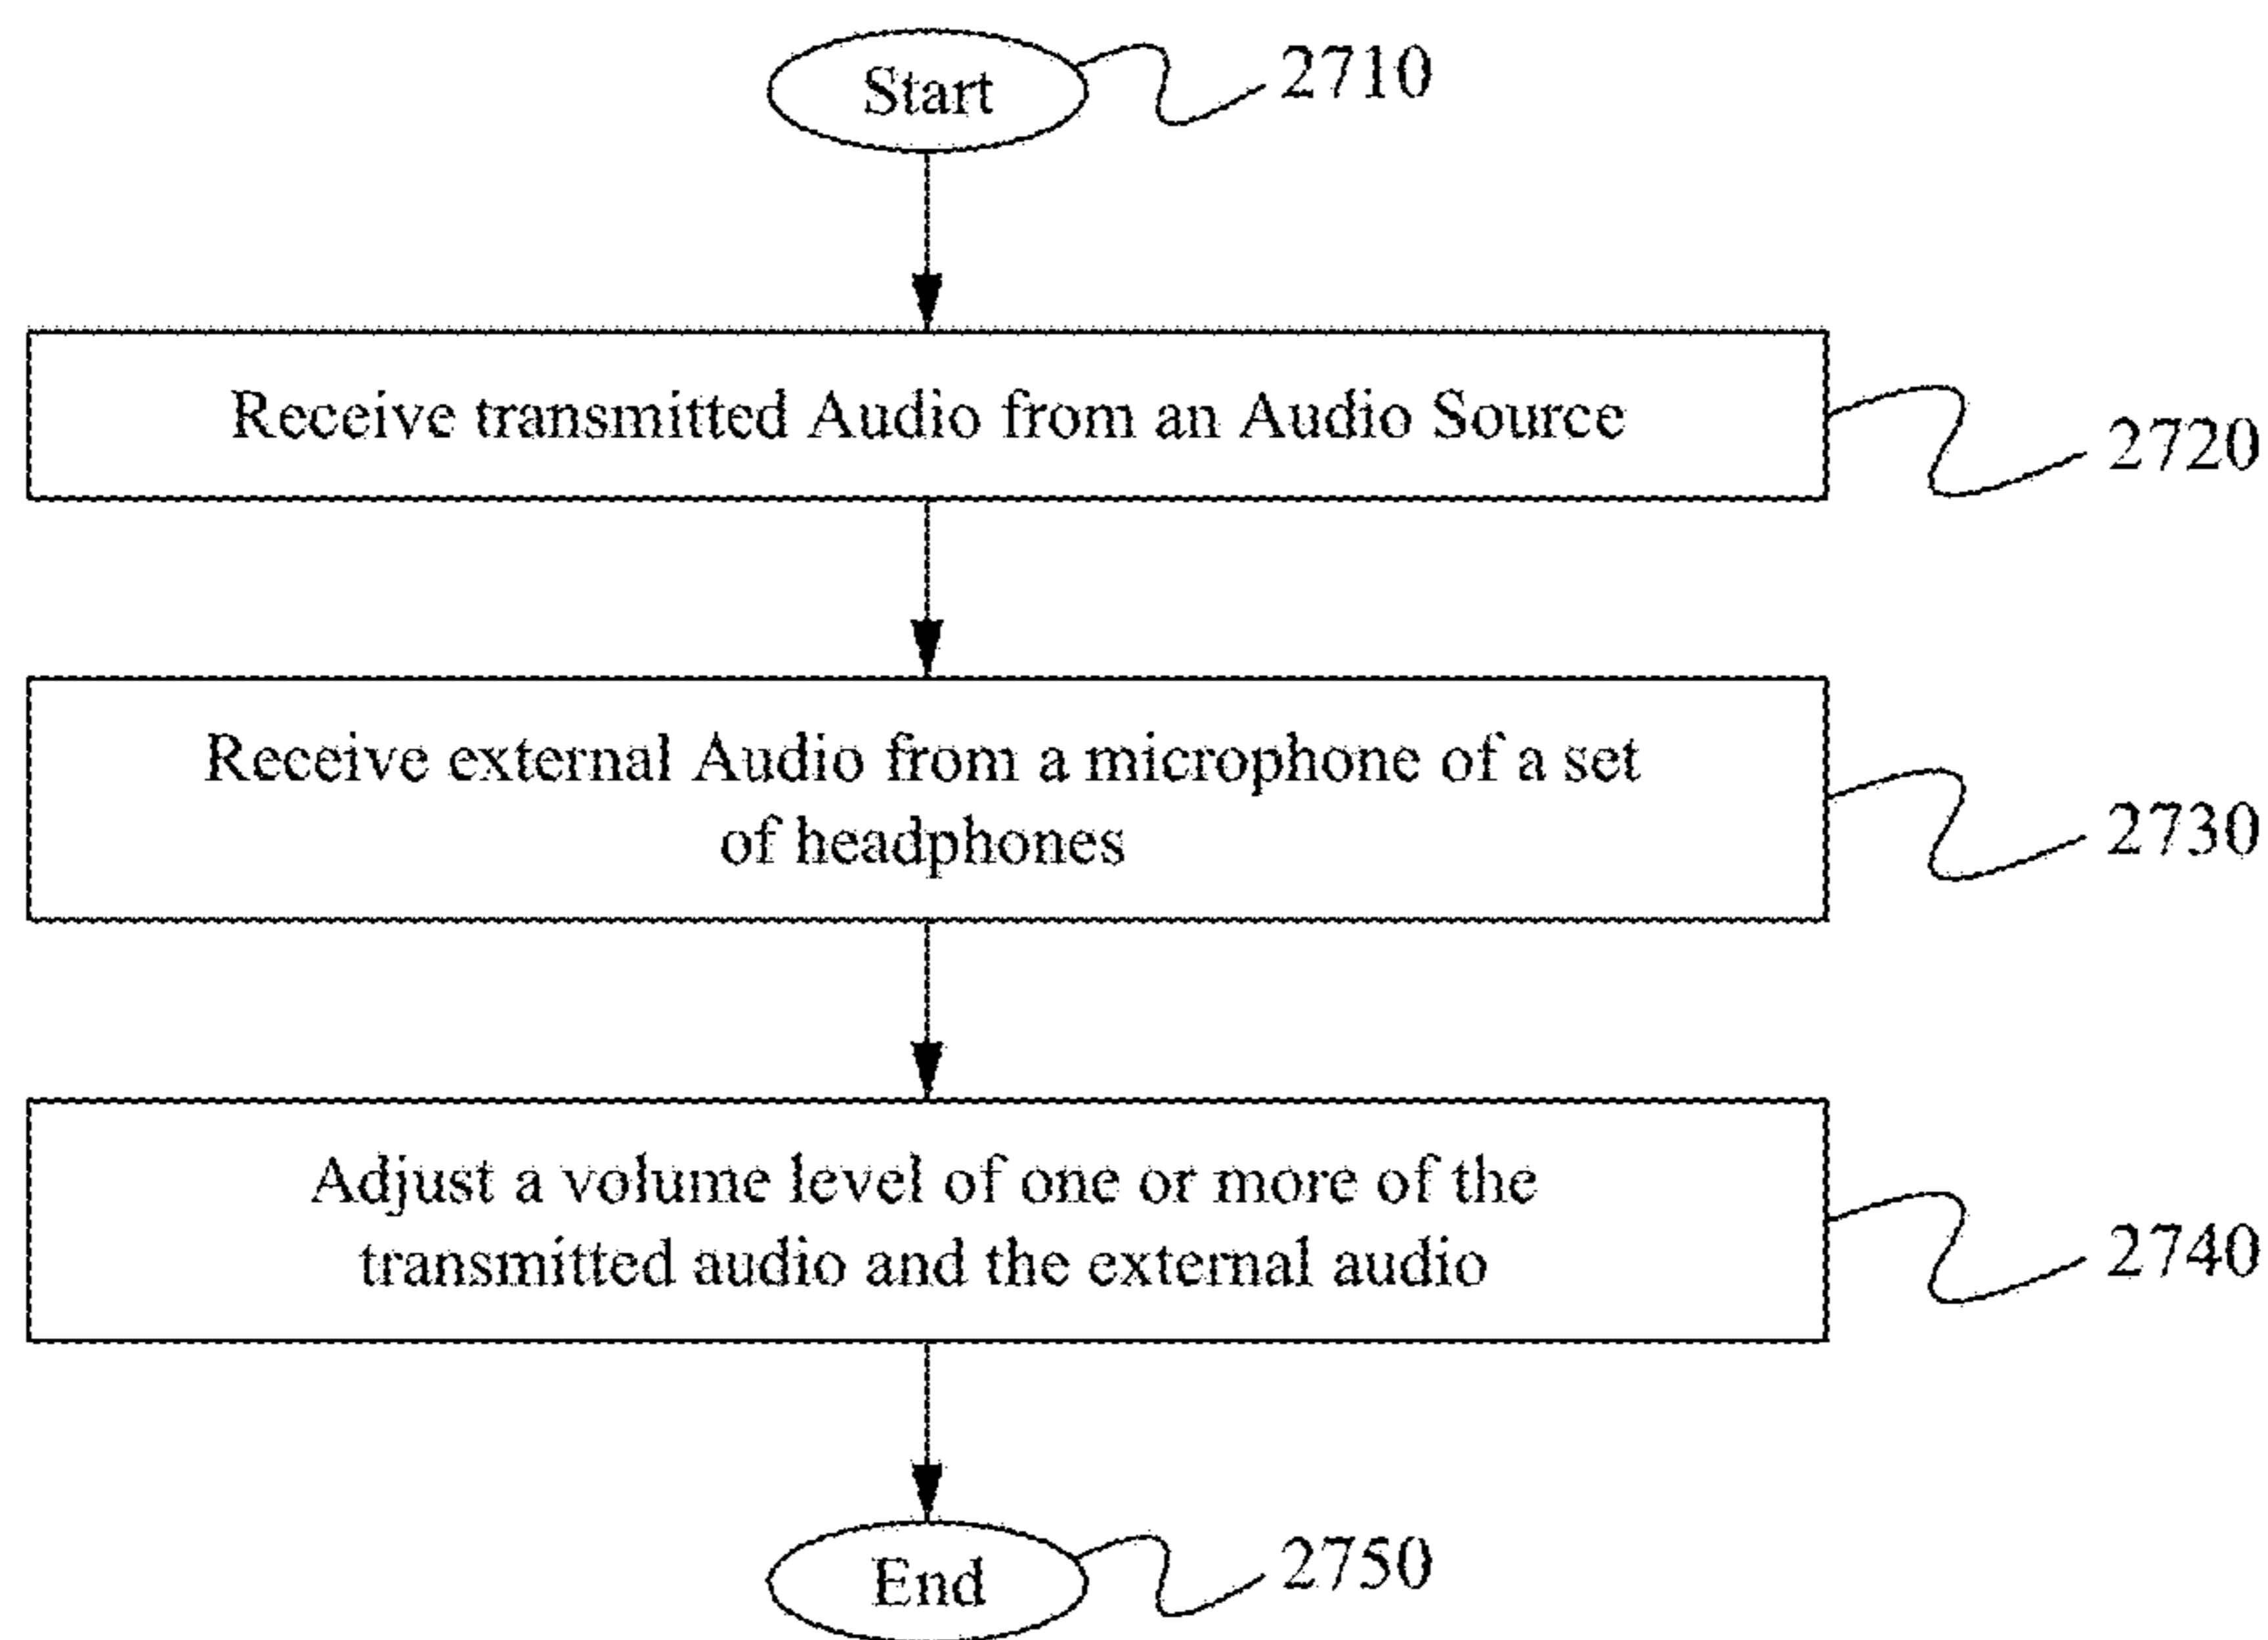 Start
2710
Receive transmitted Audio from an Audio Source
2720
Receive external Audio from a microphone of a set
of headphones
2730
Adjust a volume level of one or more of the
transmitted audio and the external audio
2740
End
2750